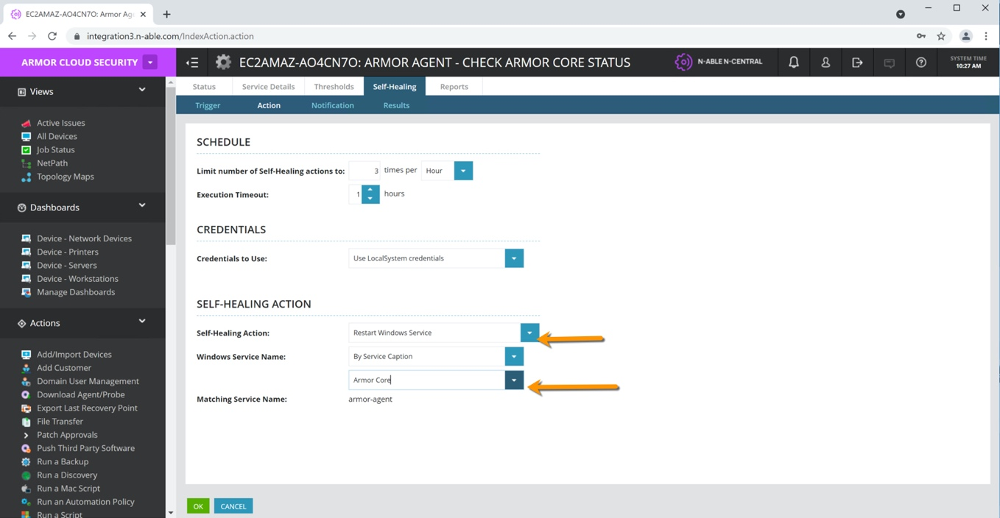 EC2AMAZ-AO4CN7O: Armor Age
integration3.n-able.com/IndexAction.action
ARMOR CLOUD SECURITY
EC2AMAZ-AO4CN7O: ARMOR AGENT - CHECK ARMOR CORE STATUS
N-ABLE N-CENTRAL
SYSTEM TIME
10:27 AM
Views
Active Issues
All Devices
Job Status
NetPath
Topology Maps
Dashboards
Device - Network Devices
Device - Printers
Device - Servers
Device - Workstations
Manage Dashboards
Actions
Add/Import Devices
Add Customer
Domain User Management
Download Agent/Probe
Export Last Recovery Point
File Transfer
Patch Approvals
Push Third Party Software
Run a Backup
Run a Discovery
Run a Mac Script
Run an Automation Policy
Run a Script
Status Service Details Thresholds Self-Healing Reports
Trigger Action Notification Results
SCHEDULE
Limit number of Self-Healing actions to: 3 times per Hour
Execution Timeout: 1 hours
CREDENTIALS
Credentials to Use: Use LocalSystem credentials
SELF-HEALING ACTION
Self-Healing Action: Restart Windows Service
Windows Service Name: By Service Caption
Armor Core
Matching Service Name: armor-agent
OK CANCEL